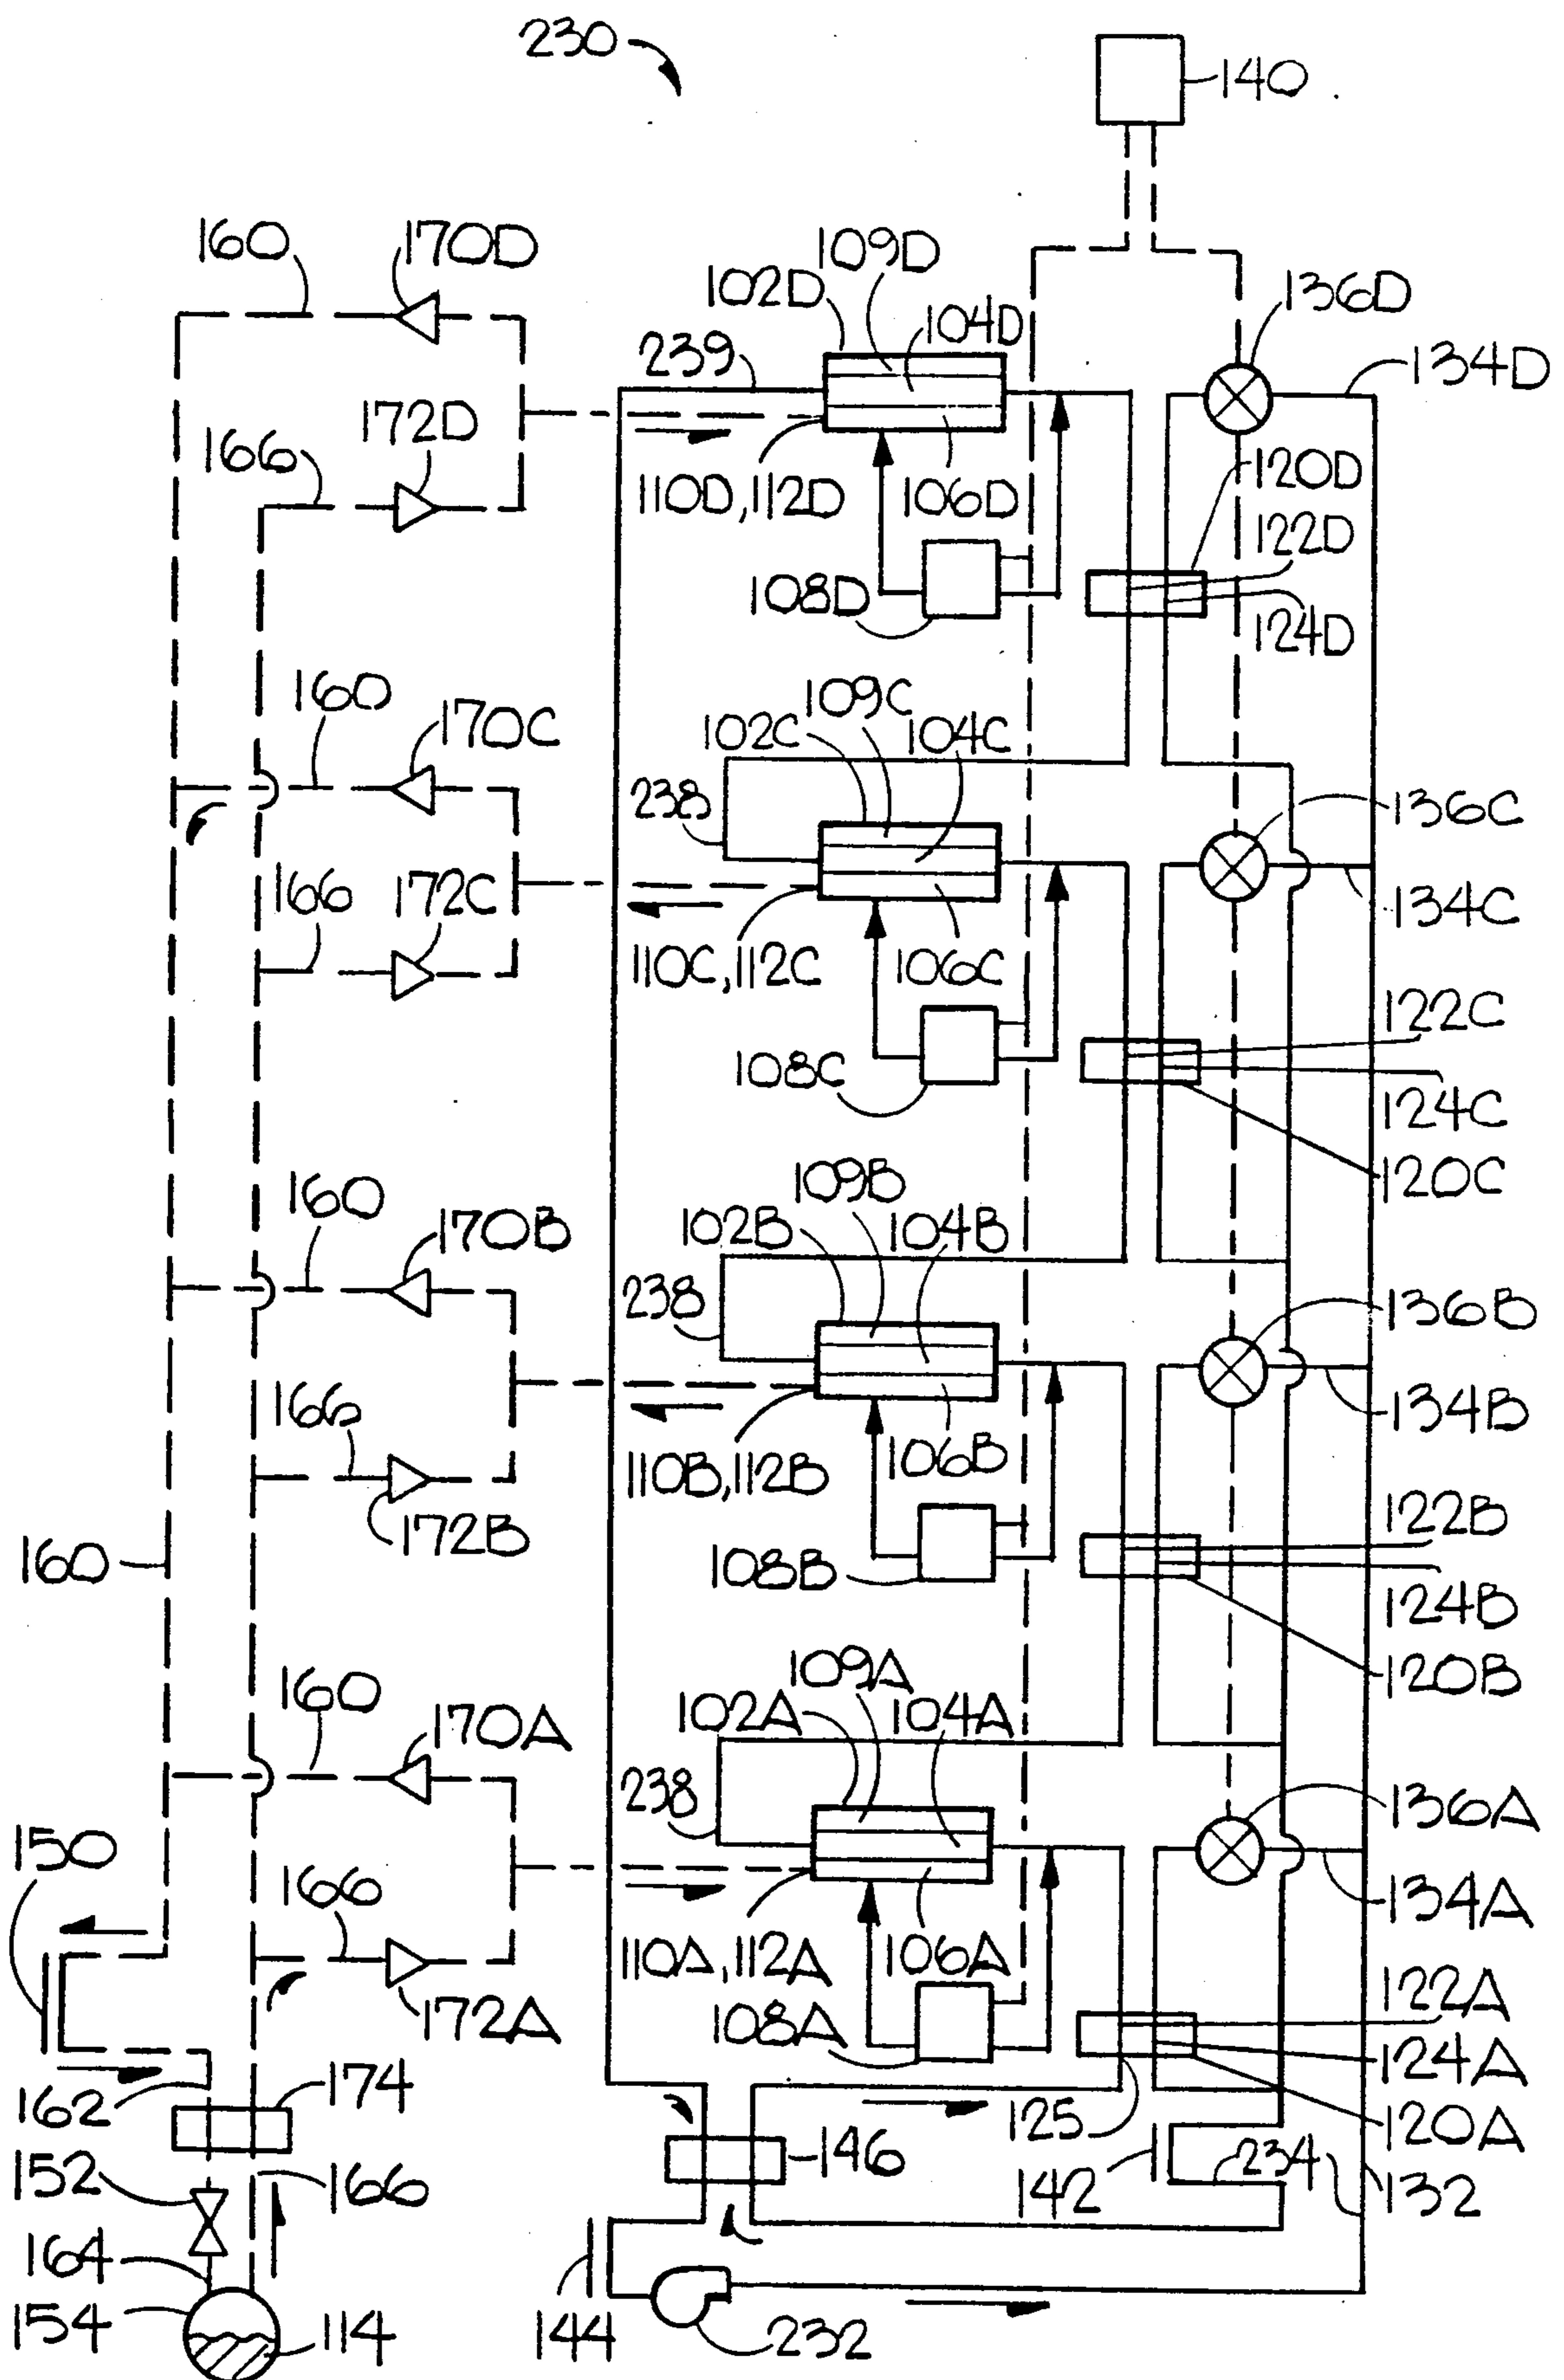 230
140
160
170D
109D
102D
104D
136D
239
134D
166
172D
120D
110D,112D
106D
122D
108D
124D
160
170C
109C
102C
104C
238
136C
166
172C
134C
110C,112C
106C
122C
108C
124C
120C
160
109B
170B
102B
104B
238
136B
166
134B
110B,112B
106B
172B
122B
160
108B
124B
120B
160
109A
170A
102A
104A
238
136A
150
166
134A
110A,112A
106A
172A
122A
108A
124A
162
174
125
120A
152
146
142
234
132
166
164
154
114
144
232